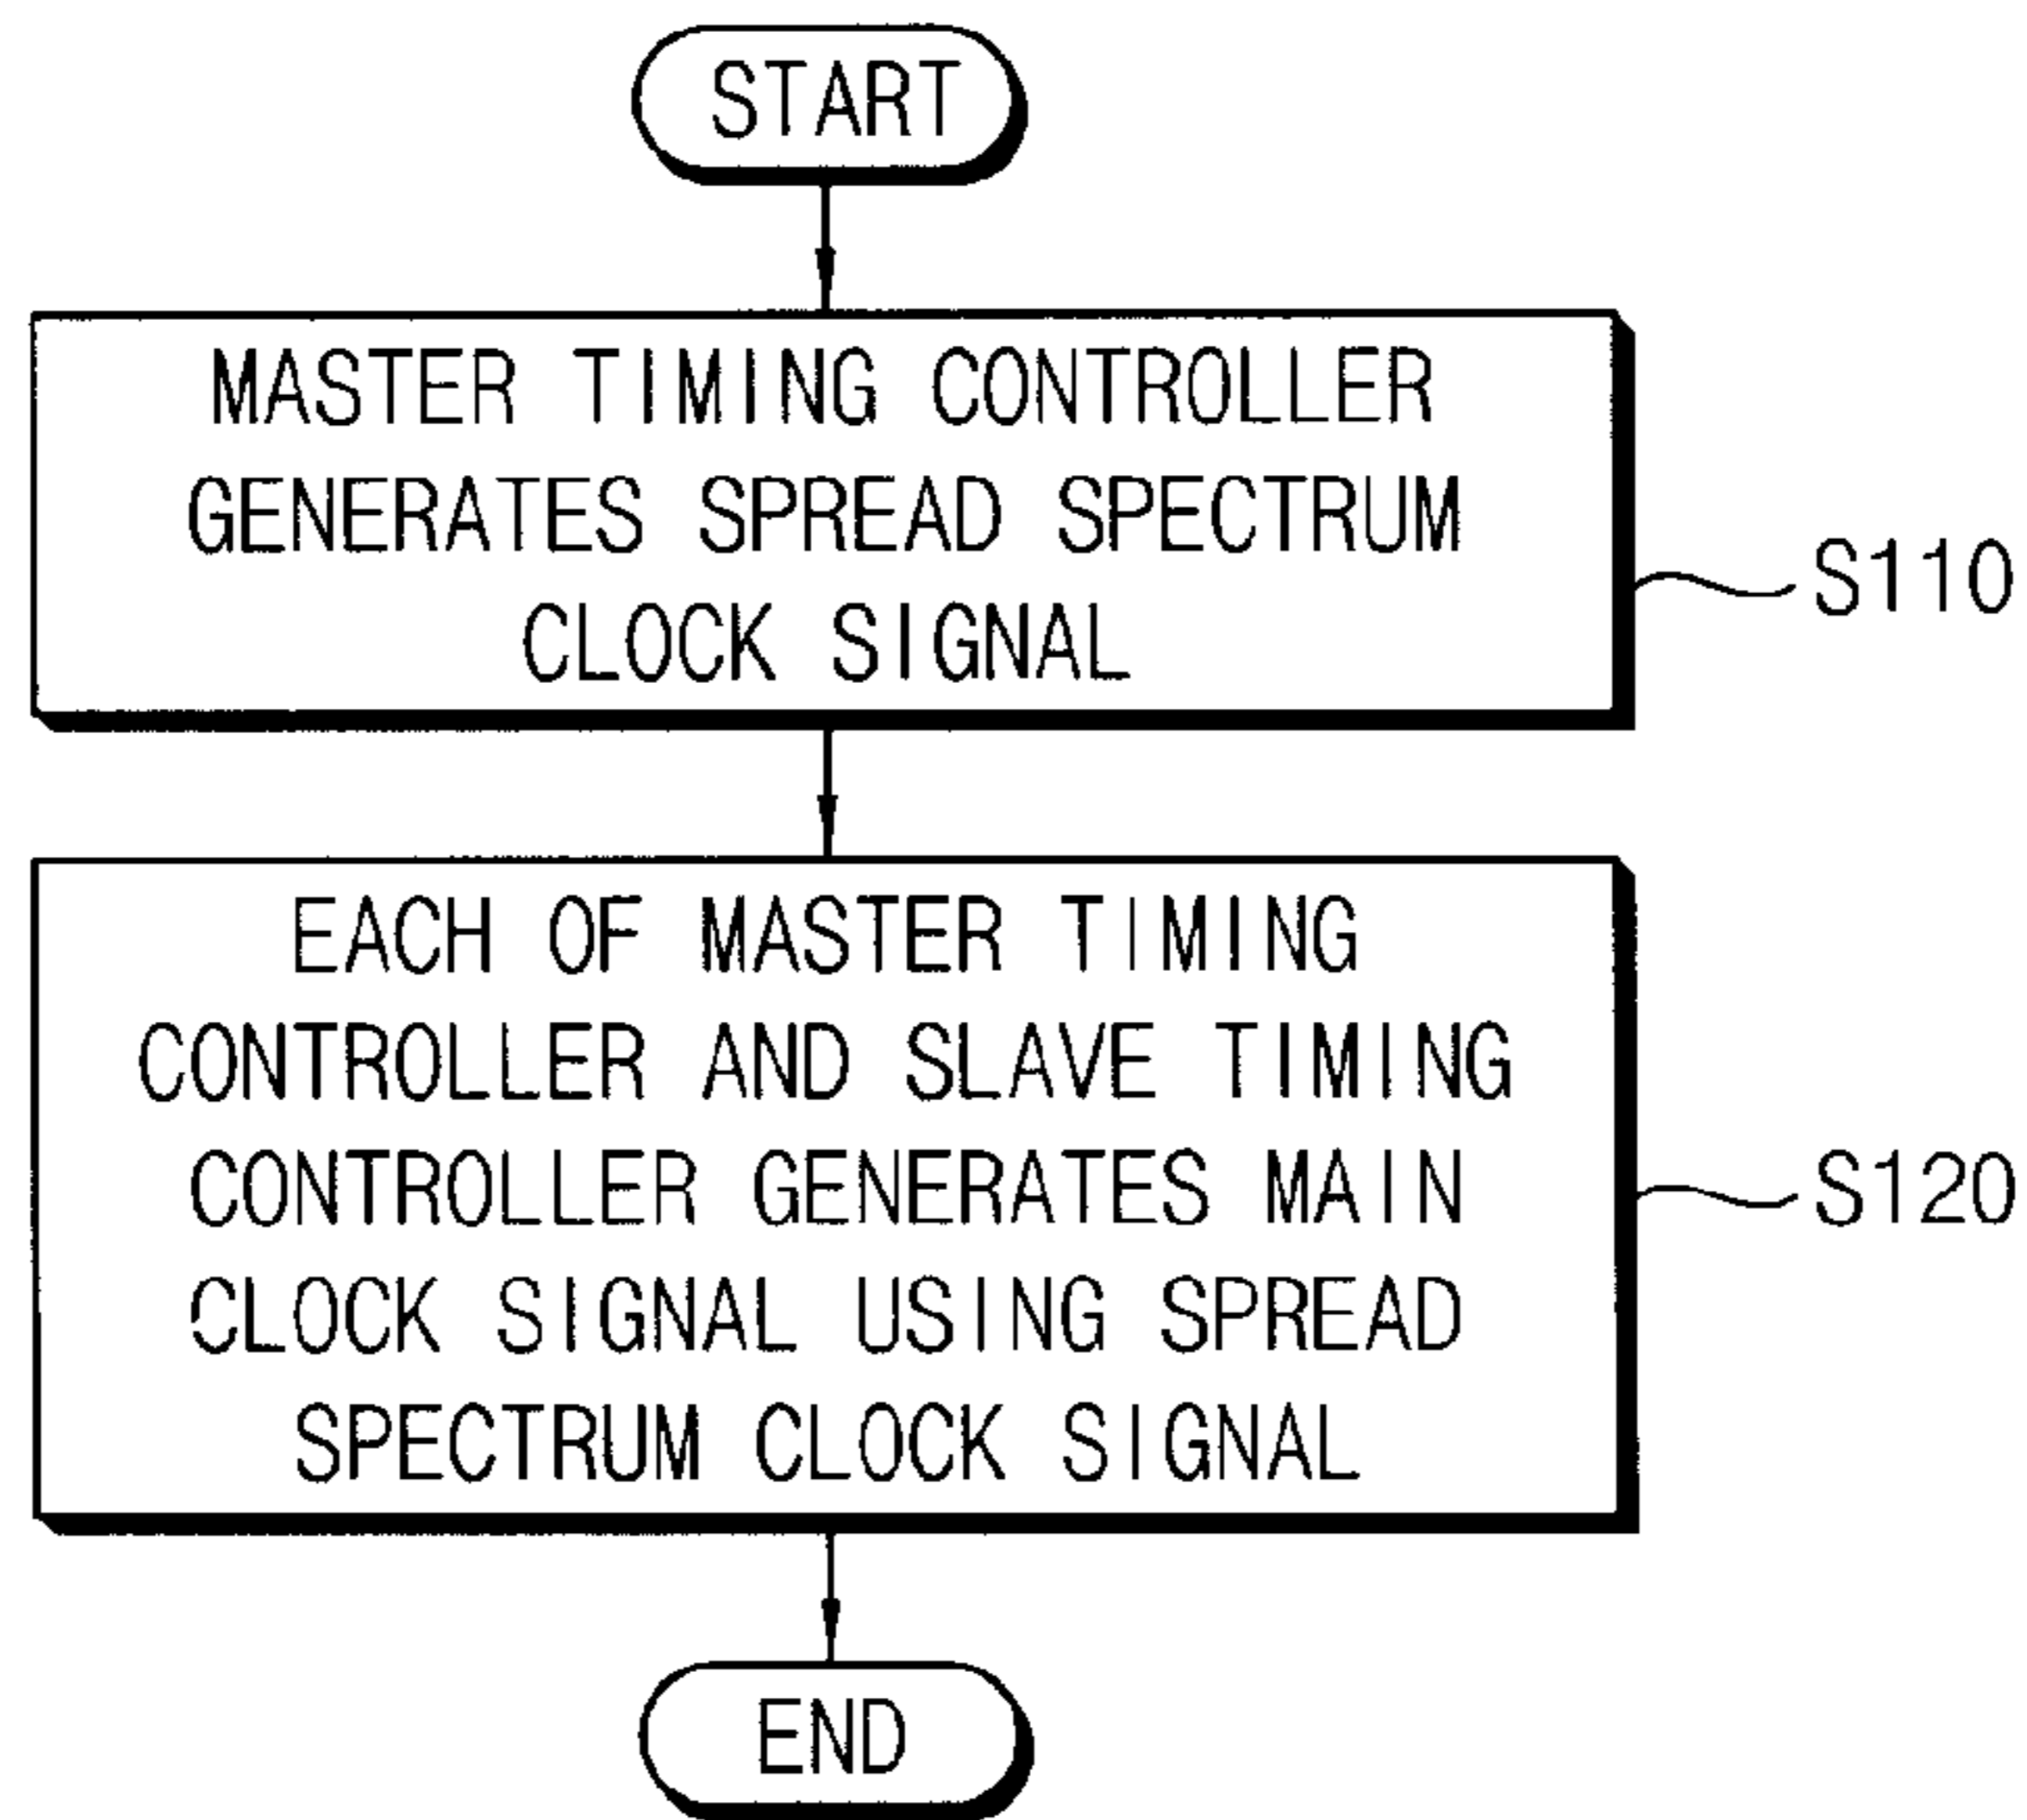 START
MASTER TIMING CONTROLLER
GENERATES SPREAD SPECTRUM
CLOCK SIGNAL
S110
EACH OF MASTER TIMING
CONTROLLER AND SLAVE TIMING
CONTROLLER GENERATES MAIN
CLOCK SIGNAL USING SPREAD
SPECTRUM CLOCK SIGNAL
S120
END